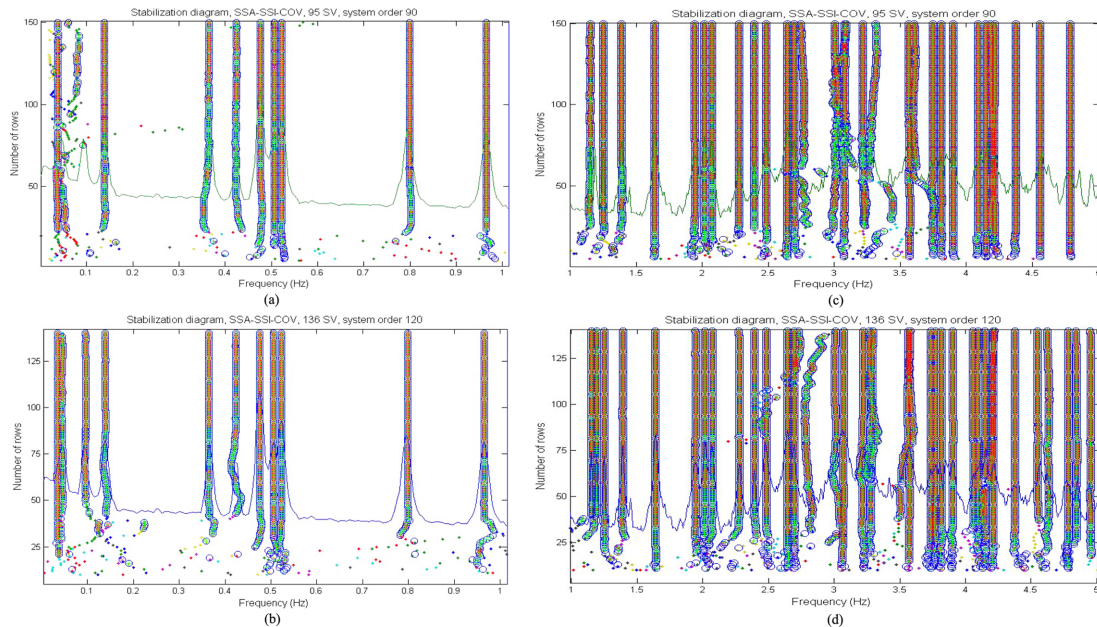 Stabilization diagram, SSA-SSI-COV, 95 SV, system order 90
150
100
50
Number of rows
0.1 0.2 0.3 0.4 0.5 0.6 0.7 0.8 0.9 1
Frequency (Hz)
(a)
Stabilization diagram, SSA-SSI-COV, 95 SV, system order 90
150
100
50
Number of rows
1 1.5 2 2.5 3 3.5 4 4.5 5
Frequency (Hz)
(c)
Stabilization diagram, SSA-SSI-COV, 136 SV, system order 120
125
100
75
50
25
Number of rows
0.1 0.2 0.3 0.4 0.5 0.6 0.7 0.8 0.9 1
Frequency (Hz)
(b)
Stabilization diagram, SSA-SSI-COV, 136 SV, system order 120
125
100
75
50
25
Number of rows
1 1.5 2 2.5 3 3.5 4 4.5 5
Frequency (Hz)
(d)